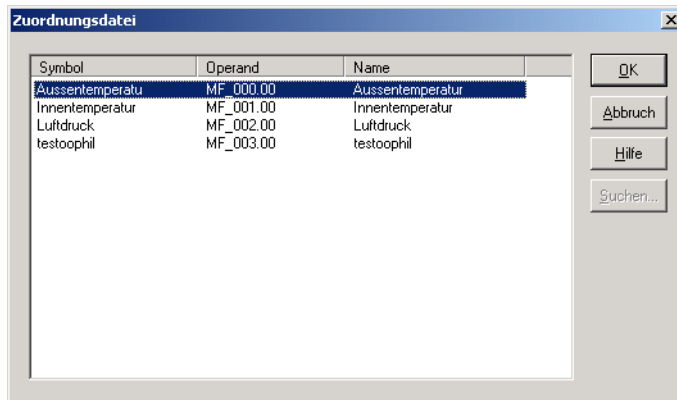 Zuordnungsdatei
Symbol Operand Name
Aussentemperatu MF_000.00 Aussentemperatur
Innentemperatur MF_001.00 Innentemperatur
Luftdruck MF_002.00 Luftdruck
testoophil MF_003.00 testoophil
OK
Abbruch
Hilfe
Suchen...